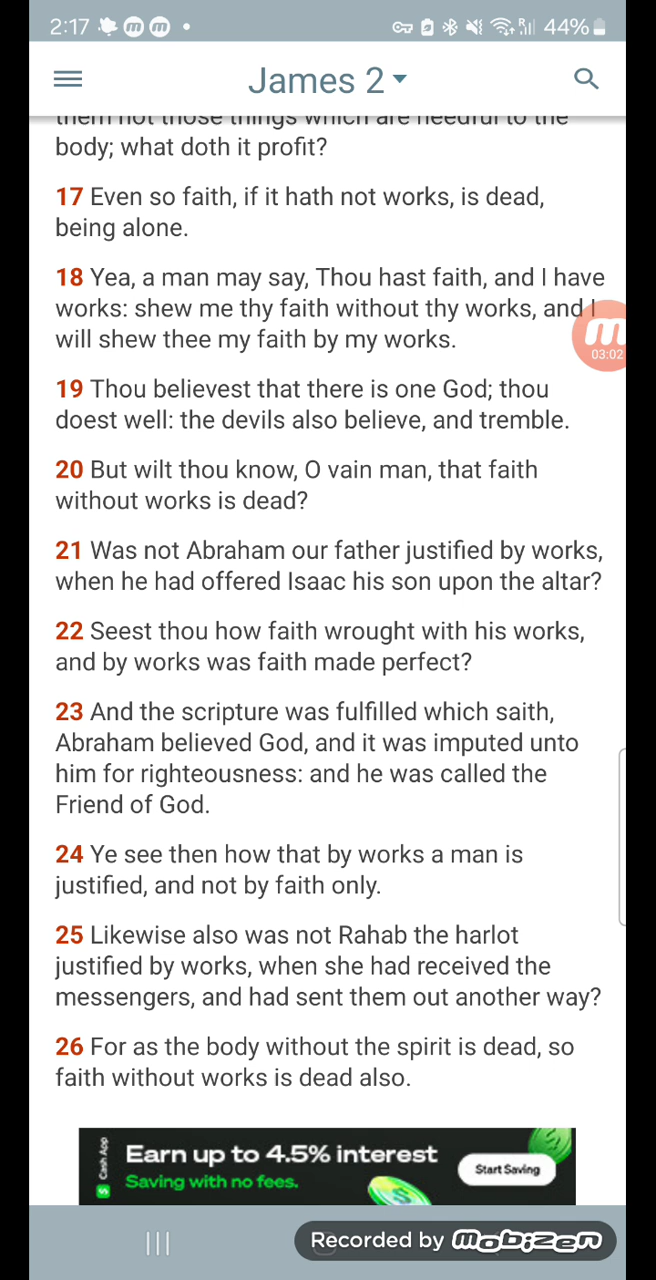 2:17
44%
James 2
them not those things which are needful to the
body; what doth it profit?
17 Even so faith, if it hath not works, is dead,
being alone.
18 Yea, a man may say, Thou hast faith, and I have
works: shew me thy faith without thy works, and I
will shew thee my faith by my works.
03:02
19 Thou believest that there is one God; thou
doest well: the devils also believe, and tremble.
20 But wilt thou know, O vain man, that faith
without works is dead?
21 Was not Abraham our father justified by works,
when he had offered Isaac his son upon the altar?
22 Seest thou how faith wrought with his works,
and by works was faith made perfect?
23 And the scripture was fulfilled which saith,
Abraham believed God, and it was imputed unto
him for righteousness: and he was called the
Friend of God.
24 Ye see then how that by works a man is
justified, and not by faith only.
25 Likewise also was not Rahab the harlot
justified by works, when she had received the
messengers, and had sent them out another way?
26 For as the body without the spirit is dead, so
faith without works is dead also.
Cash App
Earn up to 4.5% interest
Saving with no fees.
Start Saving
Recorded by mobizen